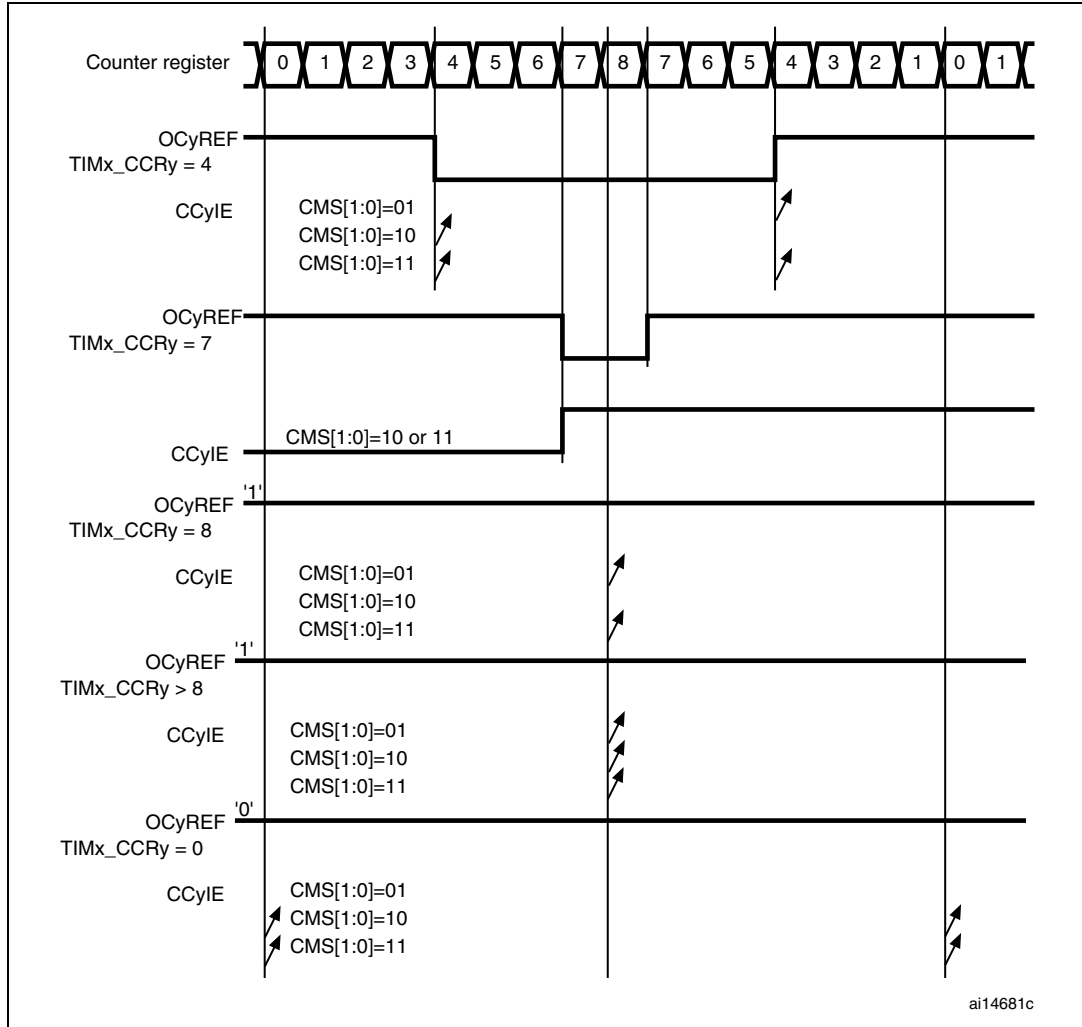 Counter register 0 1 2 3 4 5 6 7 8 7 6 5 4 3 2 1 0 1
OCyREF
TIMx_CCRy = 4
CCyIE
CMS[1:0]=01
CMS[1:0]=10
CMS[1:0]=11
OCyREF
TIMx_CCRy = 7
CMS[1:0]=10 or 11
CCyIE
'1'
OCyREF
TIMx_CCRy = 8
CCyIE
CMS[1:0]=01
CMS[1:0]=10
CMS[1:0]=11
'1'
OCyREF
TIMx_CCRy > 8
CCyIE
CMS[1:0]=01
CMS[1:0]=10
CMS[1:0]=11
'0'
OCyREF
TIMx_CCRy = 0
CCyIE
CMS[1:0]=01
CMS[1:0]=10
CMS[1:0]=11
ai14681c